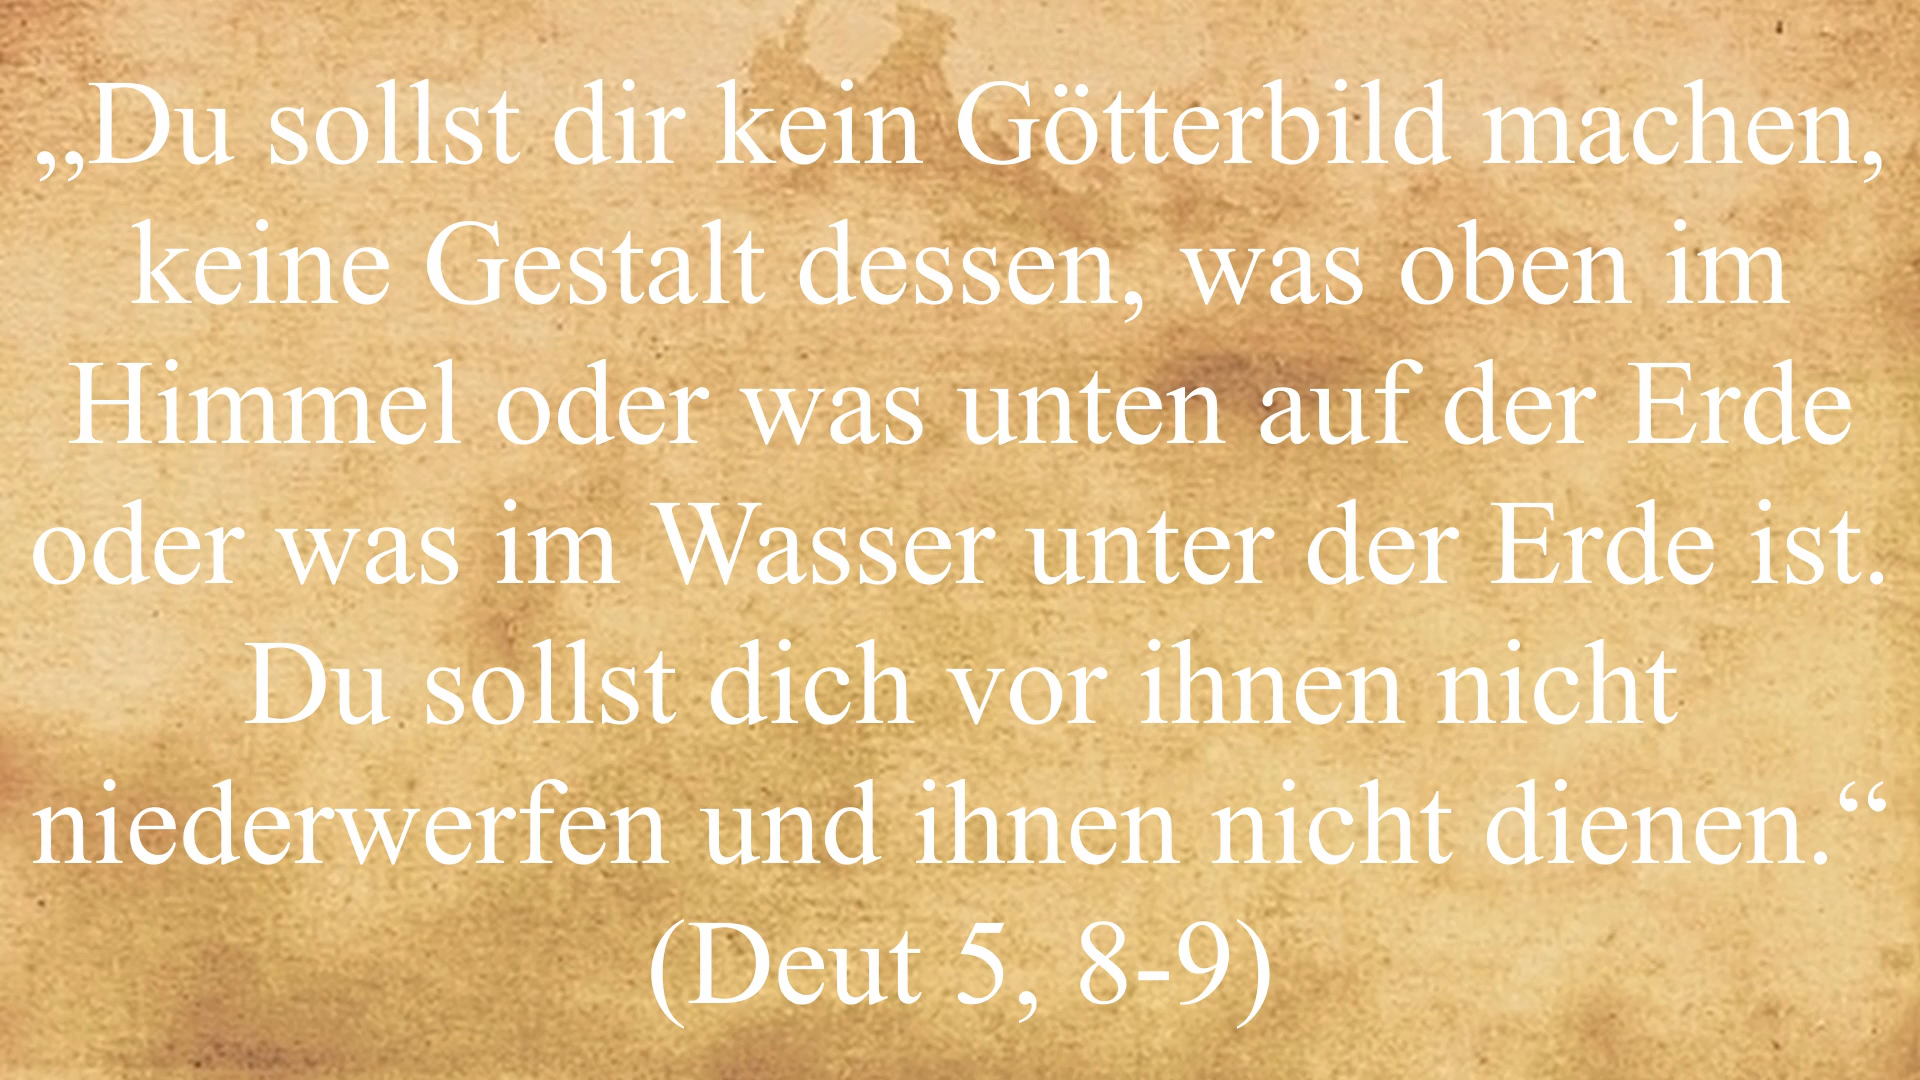 „Du sollst dir kein Götterbild machen,
keine Gestalt dessen, was oben im
Himmel oder was unten auf der Erde
oder was im Wasser unter der Erde ist.
Du sollst dich vor ihnen nicht
niederwerfen und ihnen nicht dienen.“
(Deut 5, 8-9)